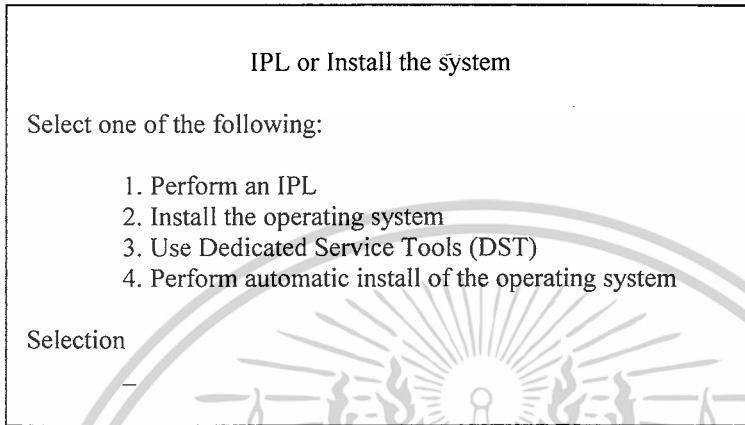 IPL or Install the system
Select one of the following:
1. Perform an IPL
2. Install the operating system
3. Use Dedicated Service Tools (DST)
4. Perform automatic install of the operating system
Selection
_